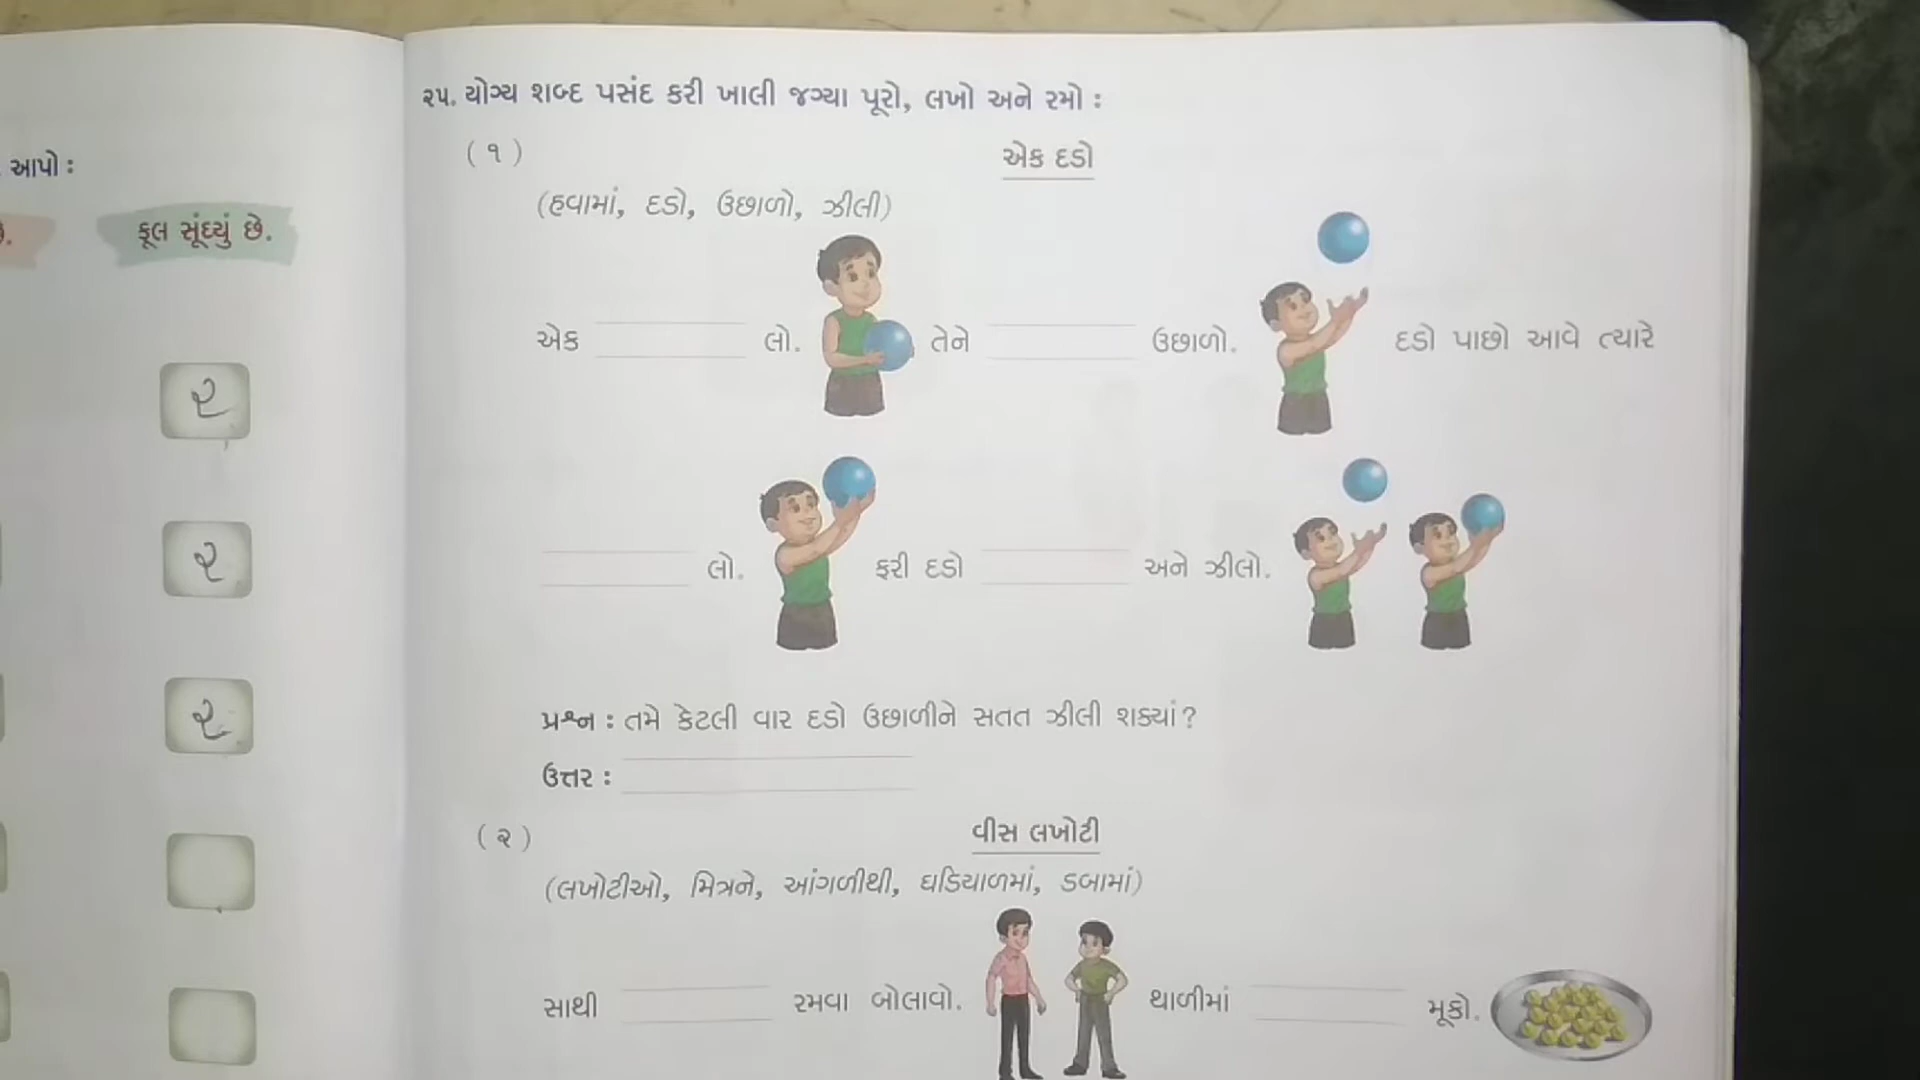 આપો :
ફૂલ સૂંઘ્યું છે.
૨
૨
૨
૨૫. યોગ્ય શબ્દ પસંદ કરી ખાલી જગ્યા પૂરો, લખો અને રમો :
( ૧ )
એક દડો
(હવામાં, દડો, ઉછાળો, ઝીલી)
એક લો. તેને ઉછાળો. દડો પાછો આવે ત્યારે
લો. ફરી દડો અને ઝીલો.
પ્રશ્ન : તમે કેટલી વાર દડો ઉછાળીને સતત ઝીલી શક્યાં?
ઉત્તર :
( ૨ )
વીસ લખોટી
(લખોટીઓ, મિત્રને, આંગળીથી, ઘડિયાળમાં, ડબામાં)
સાથી રમવા બોલાવો. થાળીમાં મૂકો.